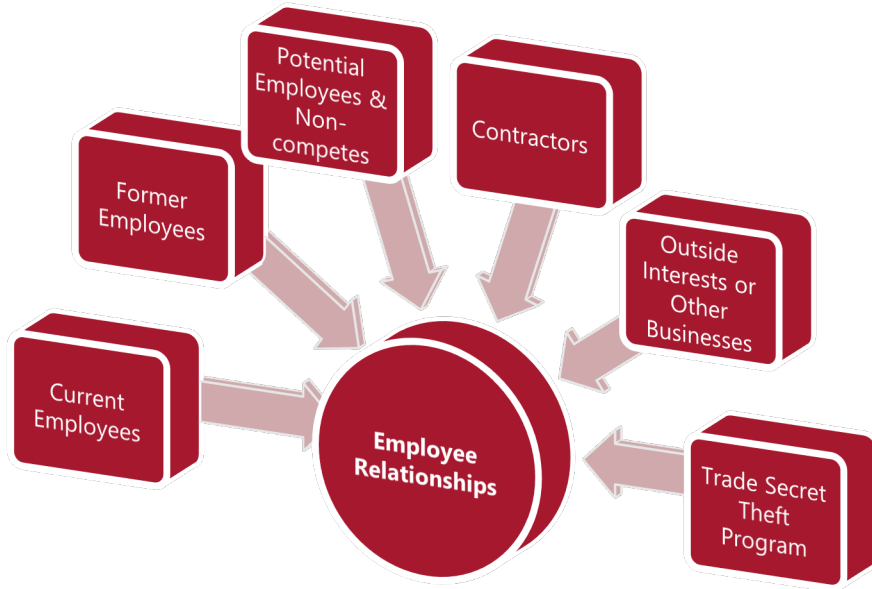 Potential
Employees &
Non-
competes
Contractors
Former
Employees
Outside
Interests or
Other
Businesses
Current
Employees
Employee
Relationships
Trade Secret
Theft
Program